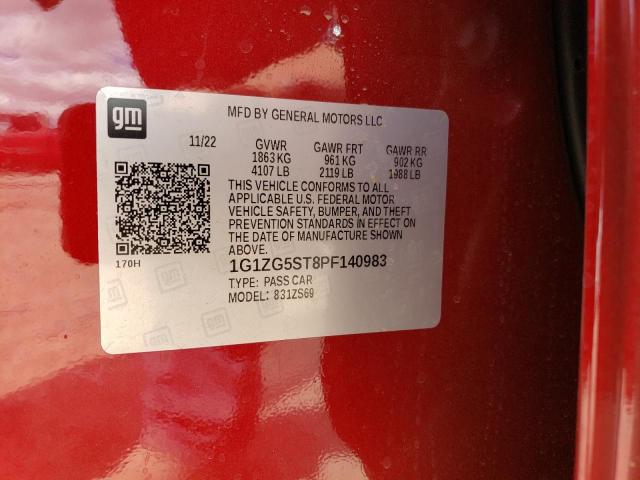 gm
MFD BY GENERAL MOTORS LLC
11/22 GVWR GAWR FRT GAWR RR
1863 KG 961 KG 902 KG
4107 LB 2119 LB 1988 LB
THIS VEHICLE CONFORMS TO ALL
APPLICABLE U.S. FEDERAL MOTOR
VEHICLE SAFETY, BUMPER, AND THEFT
PREVENTION STANDARDS IN EFFECT ON
THE DATE OF MANUFACTURE SHOWN
ABOVE.
170H
1G1ZG5ST8PF140983
TYPE: PASS CAR
MODEL: 831ZS69